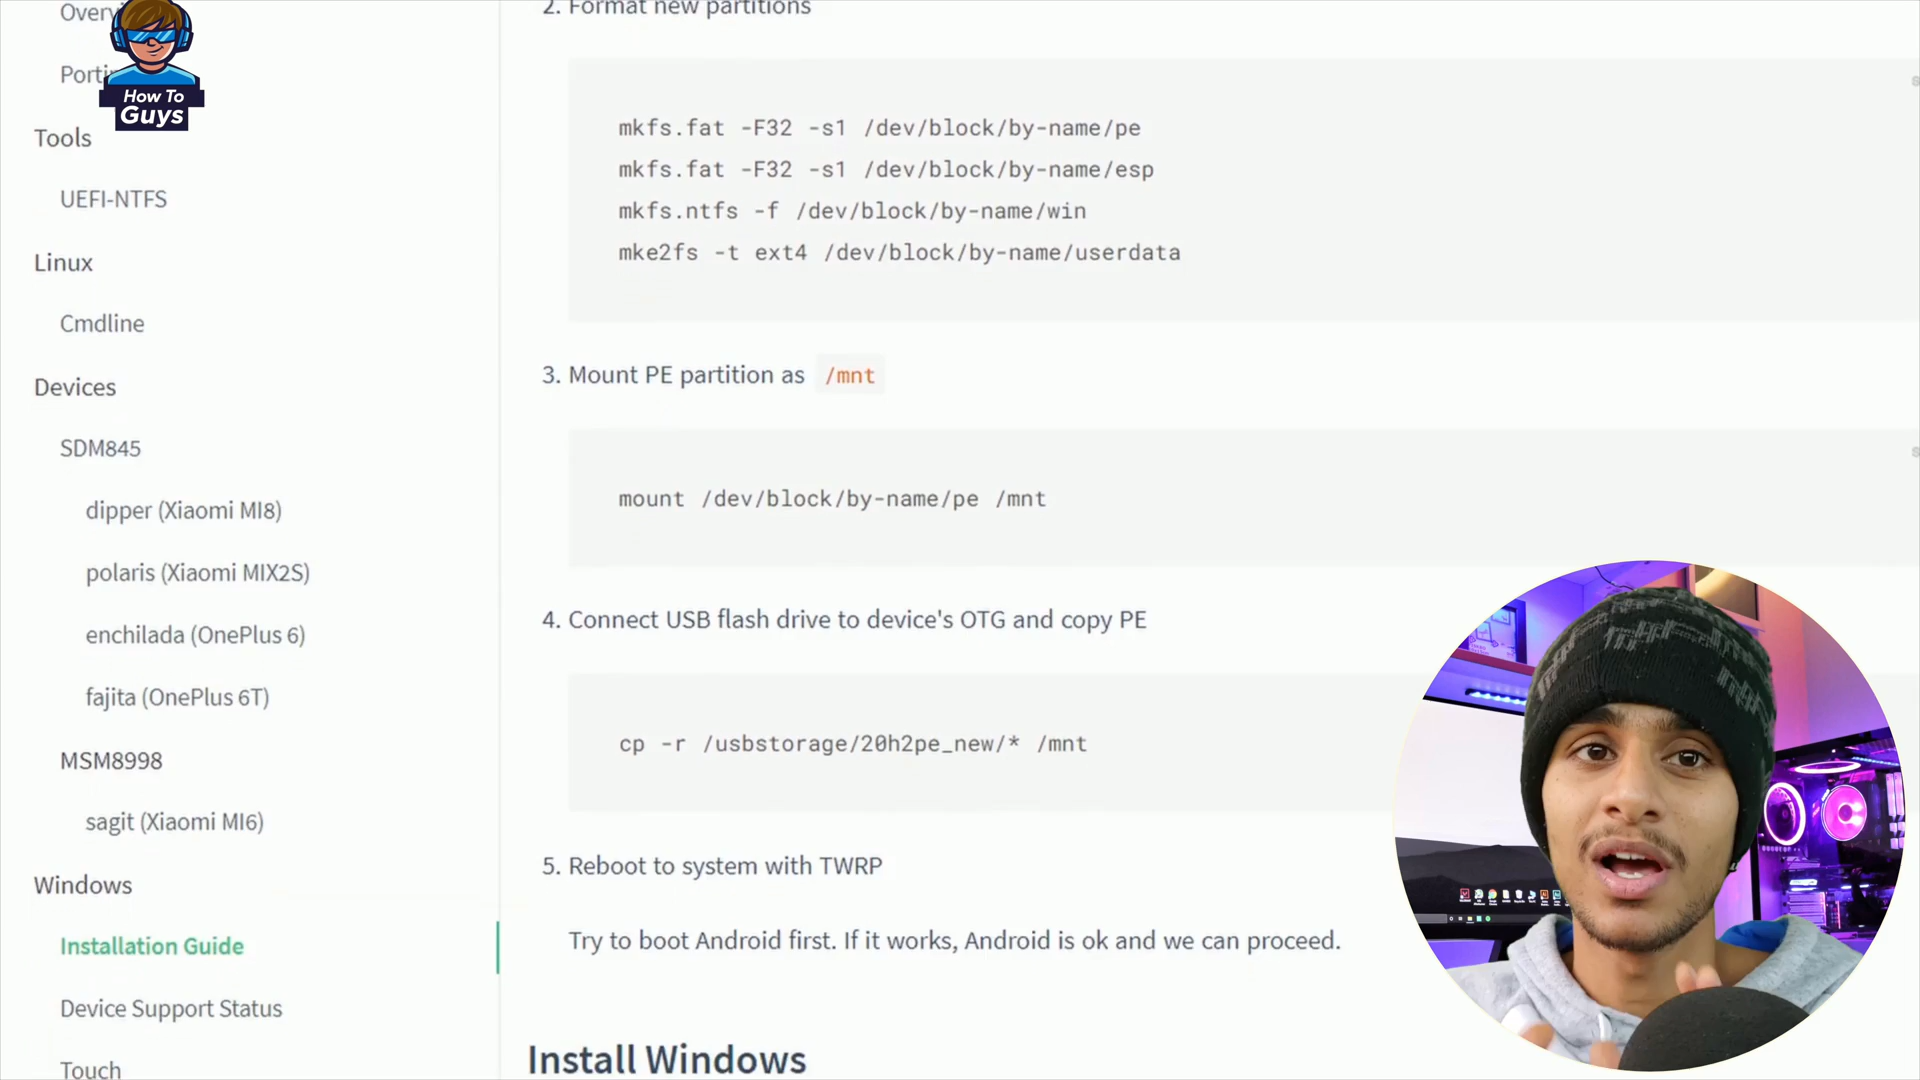 Overv
Porti
How To
Guys
Tools
UEFI-NTFS
Linux
Cmdline
Devices
SDM845
dipper (Xiaomi MI8)
polaris (Xiaomi MIX2S)
enchilada (OnePlus 6)
fajita (OnePlus 6T)
MSM8998
sagit (Xiaomi MI6)
Windows
Installation Guide
Device Support Status
Touch
2. Format new partitions
mkfs.fat -F32 -s1 /dev/block/by-name/pe
mkfs.fat -F32 -s1 /dev/block/by-name/esp
mkfs.ntfs -f /dev/block/by-name/win
mke2fs -t ext4 /dev/block/by-name/userdata
3. Mount PE partition as /mnt
mount /dev/block/by-name/pe /mnt
4. Connect USB flash drive to device's OTG and copy PE
cp -r /usbstorage/20h2pe_new/* /mnt
5. Reboot to system with TWRP
Try to boot Android first. If it works, Android is ok and we can proceed.
Install Windows